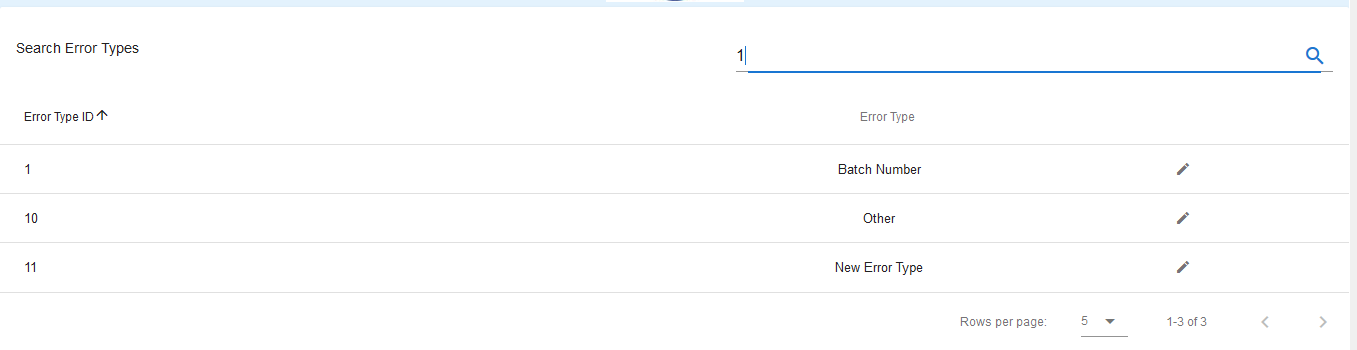 Search Error Types
1
Error Type ID Error Type
1 Batch Number
10 Other
11 New Error Type
Rows per page: 5 1-3 of 3